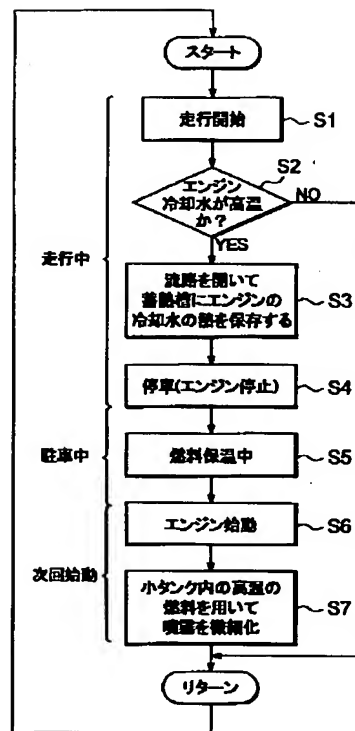 スタート
走行開始
S1
エンジン
冷却水が高温
か?
S2
NO
YES
走行中
流路を開いて
蓄熱槽にエンジンの
冷却水の熱を保存する
S3
停車(エンジン停止)
S4
駐車中
燃料保温中
S5
エンジン始動
S6
次回始動
小タンク内の高温の
燃料を用いて
噴霧を微細化
S7
リターン